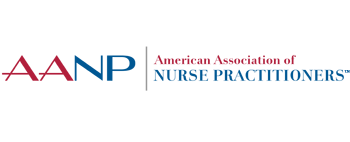 AANP
American Association of
NURSE PRACTITIONERS™